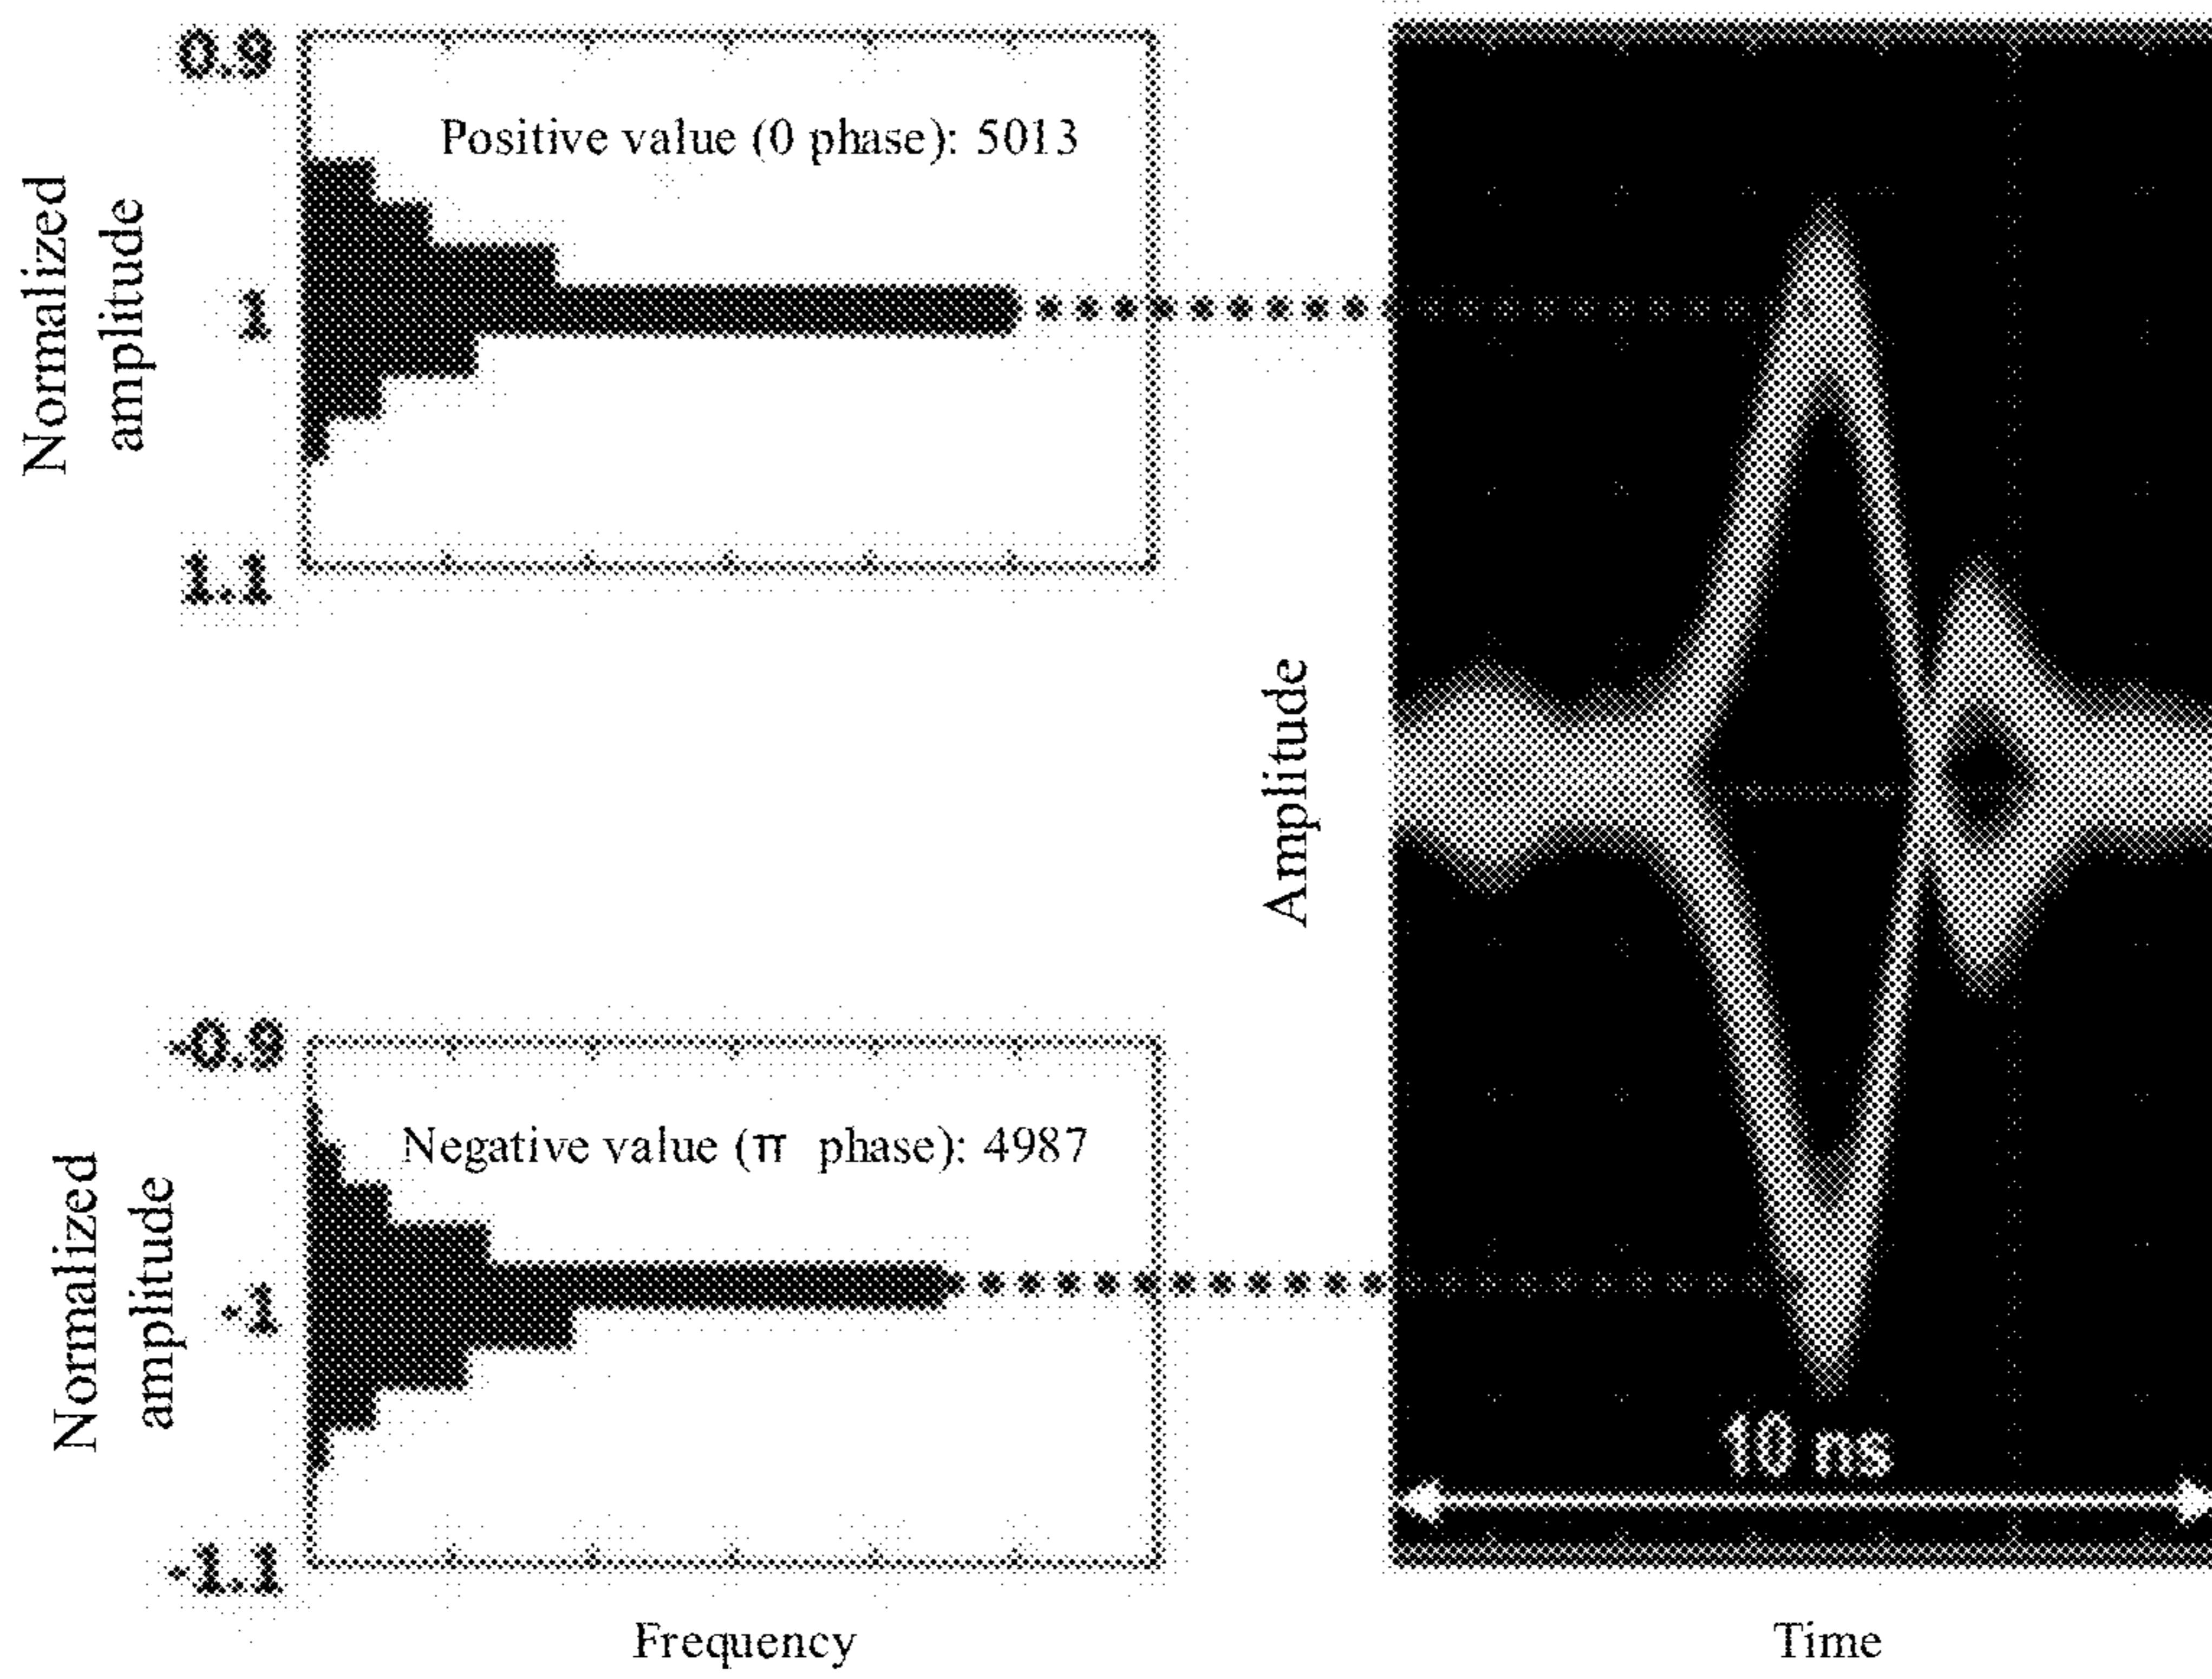 0.9
Positive value (0 phase): 5013
Normalized
amplitude
1
1.1
Amplitude
-0.9
Negative value (π phase): 4987
Normalized
amplitude
-1
-1.1
10 ns
Frequency
Time